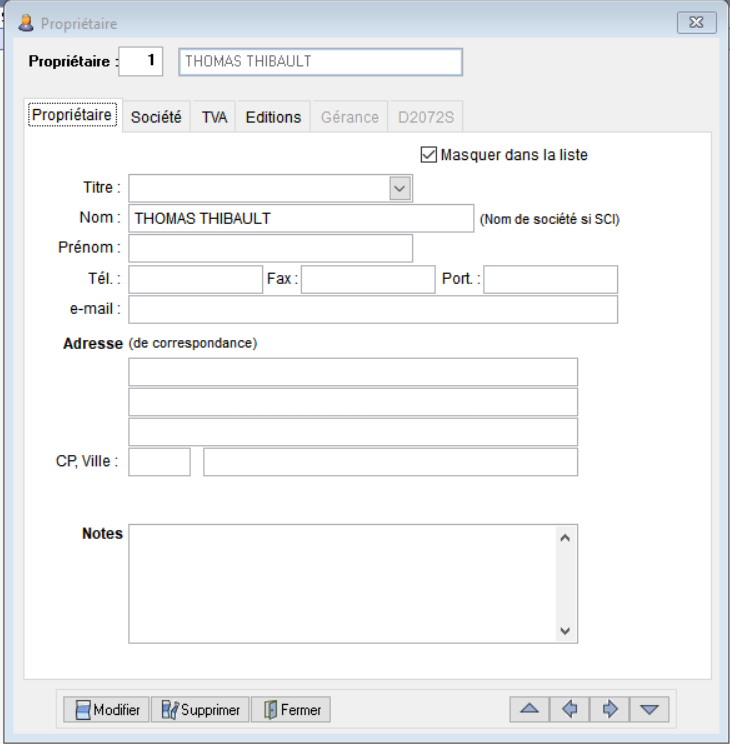 Propriétaire
Propriétaire : 1 THOMAS THIBAULT
Propriétaire Société TVA Editions Gérance D2072S
Masquer dans la liste
Titre :
Nom : THOMAS THIBAULT (Nom de société si SCI)
Prénom :
Tél. : Fax : Port. :
e-mail :
Adresse (de correspondance)
CP, Ville :
Notes
Modifier Supprimer Fermer